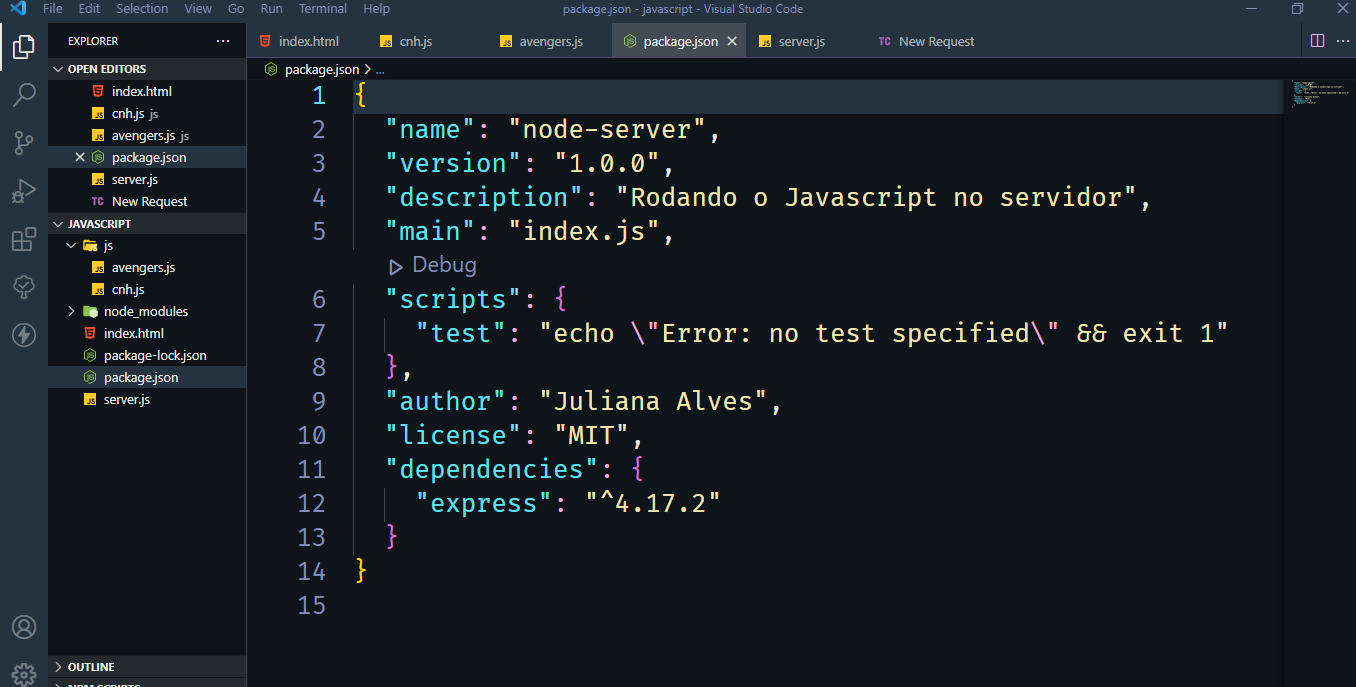 File Edit Selection View Go Run Terminal Help
package.json - javascript - Visual Studio Code
EXPLORER
OPEN EDITORS
index.html
cnh.js js
avengers.js js
package.json
server.js
TC New Request
JAVASCRIPT
js
avengers.js
cnh.js
node_modules
index.html
package-lock.json
package.json
server.js
OUTLINE
NPM SCRIPTS
index.html cnh.js avengers.js package.json server.js TC New Request
package.json > ...
1 {
2 "name": "node-server",
3 "version": "1.0.0",
4 "description": "Rodando o Javascript no servidor",
5 "main": "index.js",
Debug
6 "scripts": {
7 "test": "echo \"Error: no test specified\" && exit 1"
8 },
9 "author": "Juliana Alves",
10 "license": "MIT",
11 "dependencies": {
12 "express": "^4.17.2"
13 }
14 }
15